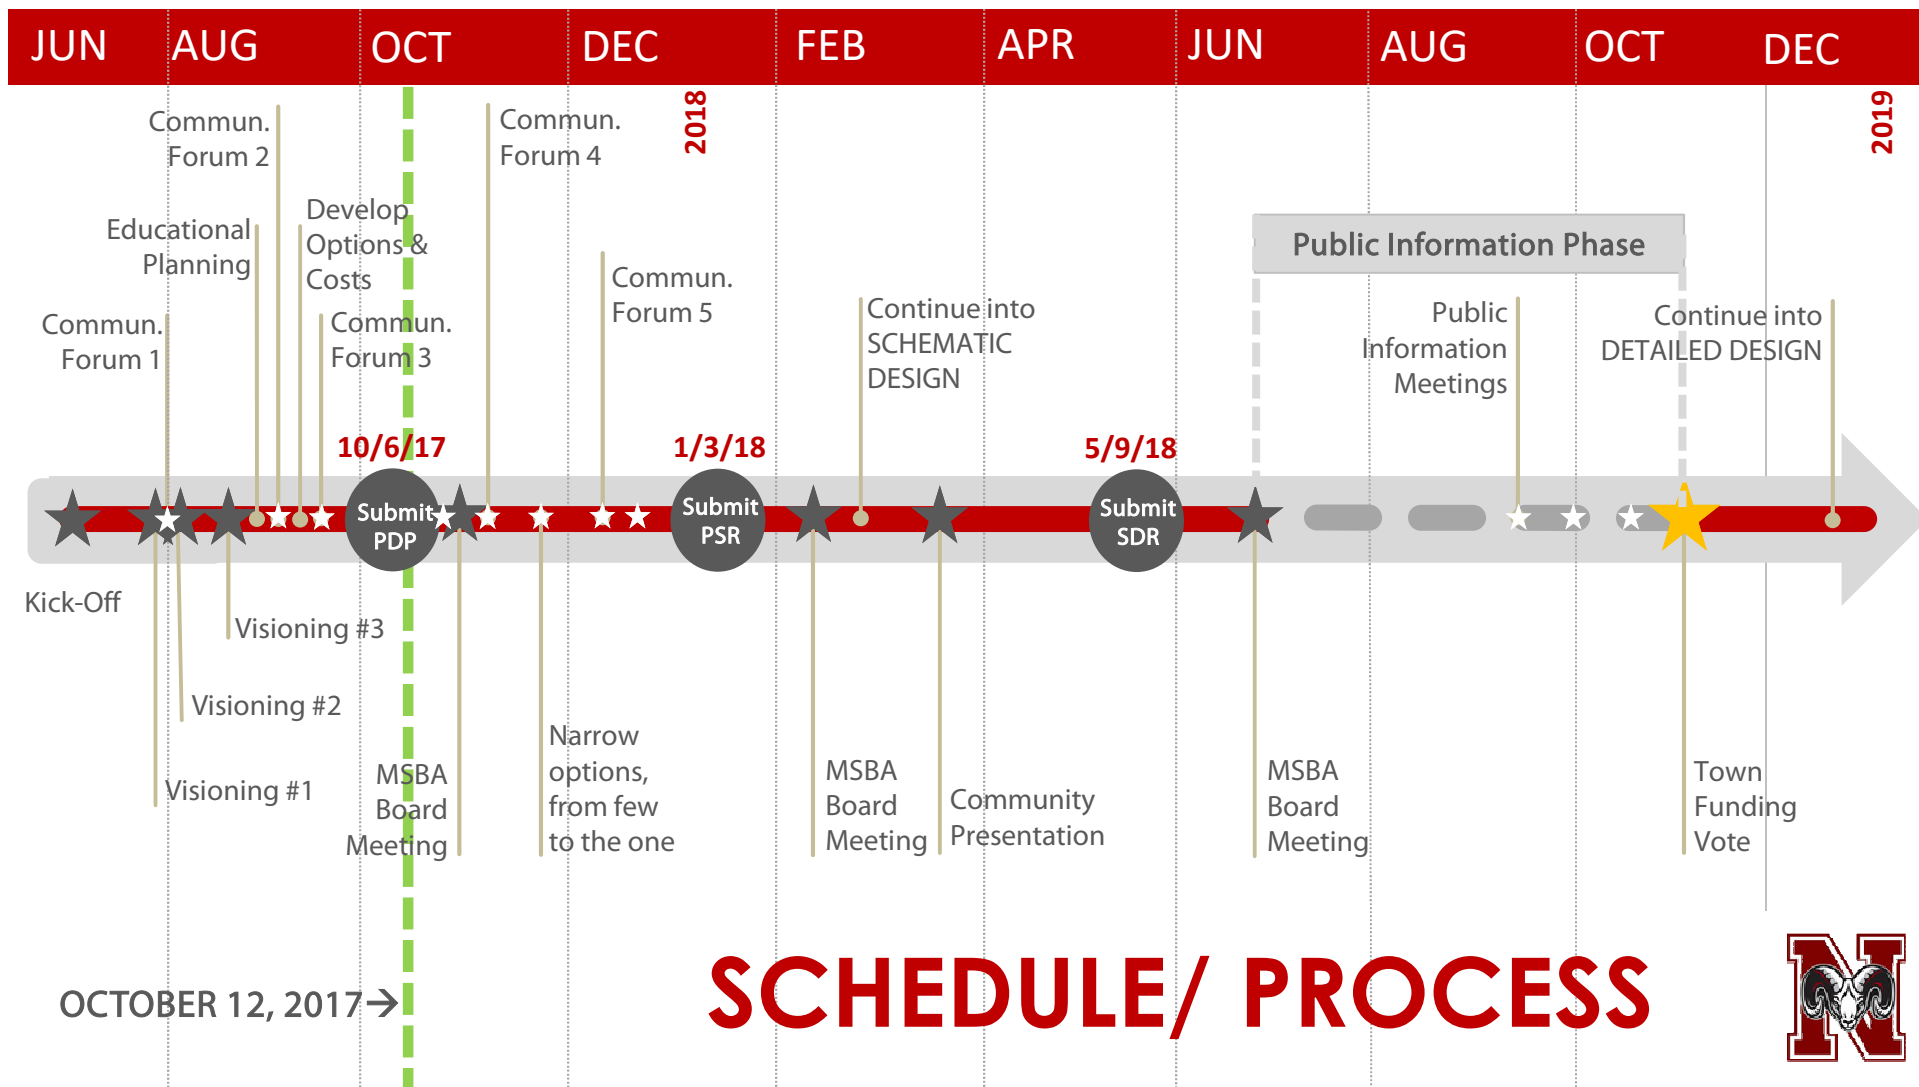 JUN AUG OCT DEC FEB APR JUN AUG OCT DEC
2018
2019
Commun.
Forum 2
Commun.
Forum 4
Educational
Planning
Develop
Options &
Costs
Public Information Phase
Commun.
Forum 1
Commun.
Forum 3
Commun.
Forum 5
Continue into
SCHEMATIC
DESIGN
Public
Information
Meetings
Continue into
DETAILED DESIGN
10/6/17
1/3/18
5/9/18
Submit
PDP
Submit
PSR
Submit
SDR
Kick-Off
Visioning #3
Visioning #2
Visioning #1
MSBA
Board
Meeting
Narrow
options,
from few
to the one
MSBA
Board
Meeting
Community
Presentation
MSBA
Board
Meeting
Town
Funding
Vote
OCTOBER 12, 2017→
SCHEDULE/ PROCESS
N